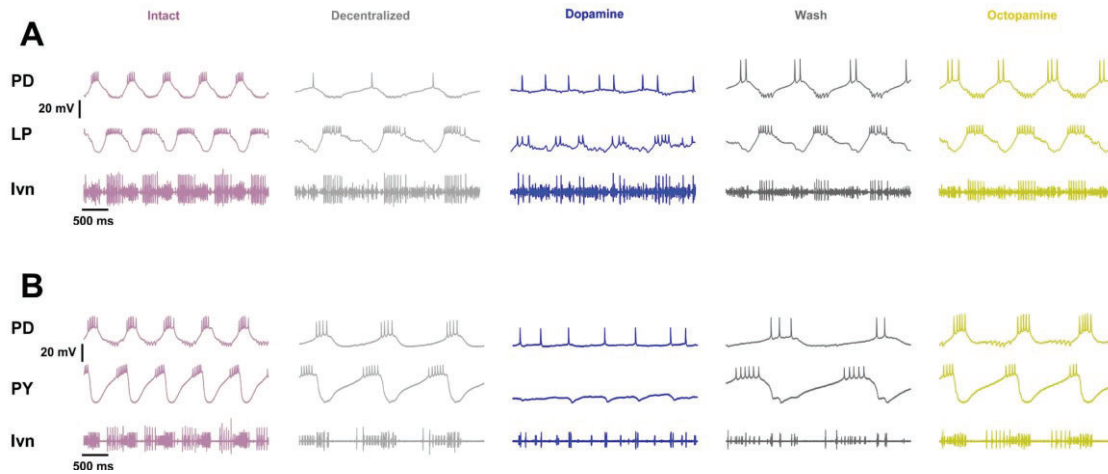 Intact Decentralized Dopamine Wash Octopamine
A
PD
20 mV
LP
lvn
500 ms
B
PD
20 mV
PY
lvn
500 ms